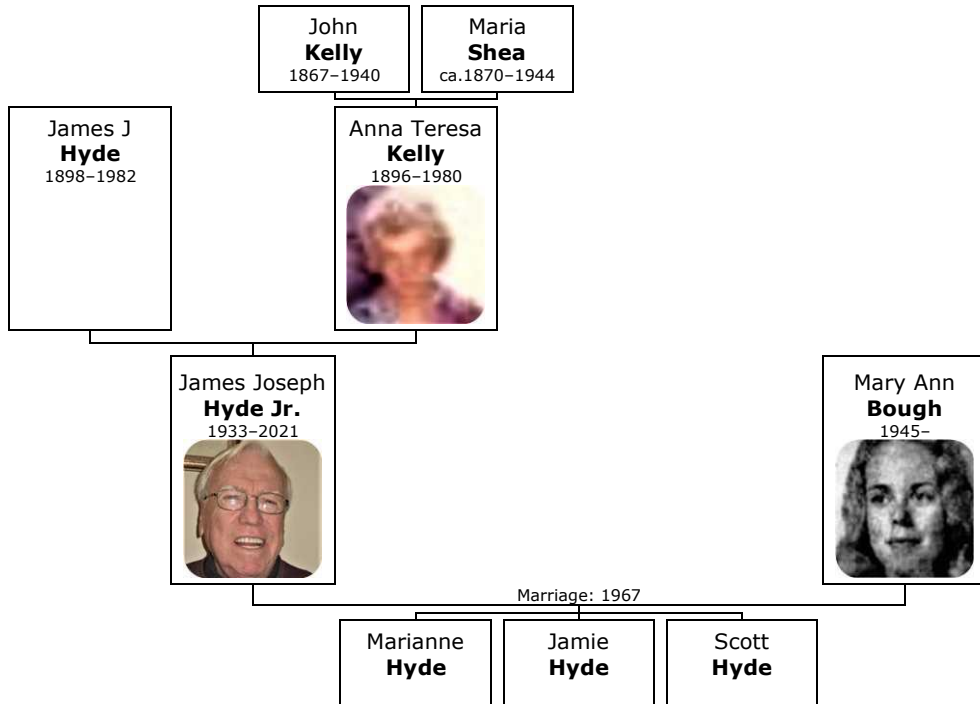 John
Kelly
1867–1940
Maria
Shea
ca.1870–1944
James J
Hyde
1898–1982
Anna Teresa
Kelly
1896–1980
James Joseph
Hyde Jr.
1933–2021
Mary Ann
Bough
1945–
Marriage: 1967
Marianne
Hyde
Jamie
Hyde
Scott
Hyde